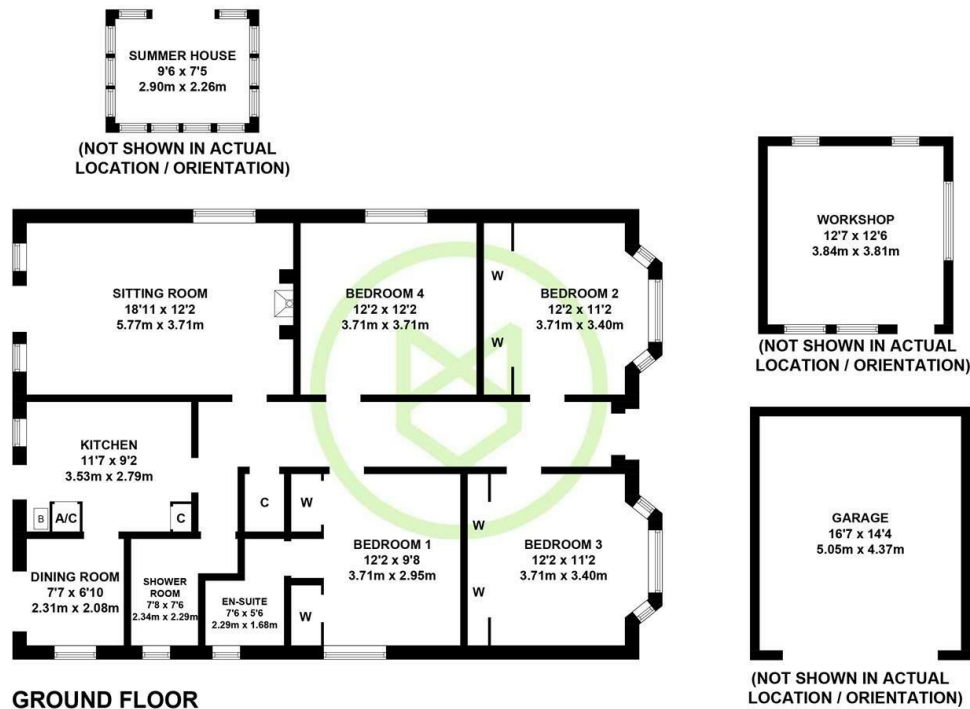 SUMMER HOUSE
9'6 x 7'5
2.90m x 2.26m
(NOT SHOWN IN ACTUAL
LOCATION / ORIENTATION)
WORKSHOP
12'7 x 12'6
3.84m x 3.81m
(NOT SHOWN IN ACTUAL
LOCATION / ORIENTATION)
SITTING ROOM
18'11 x 12'2
5.77m x 3.71m
BEDROOM 4
12'2 x 12'2
3.71m x 3.71m
W
W
BEDROOM 2
12'2 x 11'2
3.71m x 3.40m
KITCHEN
11'7 x 9'2
3.53m x 2.79m
B
A/C
C
C
W
W
BEDROOM 1
12'2 x 9'8
3.71m x 2.95m
W
W
BEDROOM 3
12'2 x 11'2
3.71m x 3.40m
DINING ROOM
7'7 x 6'10
2.31m x 2.08m
SHOWER
ROOM
7'8 x 7'6
2.34m x 2.29m
EN-SUITE
7'6 x 5'6
2.29m x 1.68m
GARAGE
16'7 x 14'4
5.05m x 4.37m
(NOT SHOWN IN ACTUAL
LOCATION / ORIENTATION)
GROUND FLOOR